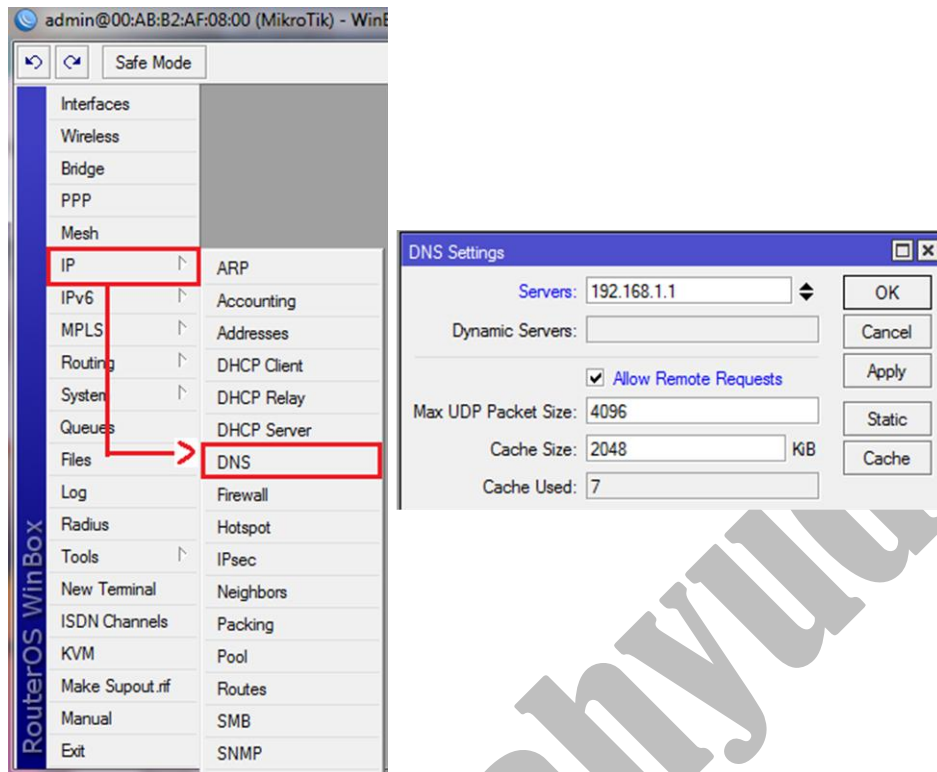 admin@00:AB:B2:AF:08:00 (MikroTik) - WinB
Safe Mode
Interfaces
Wireless
Bridge
PPP
Mesh
IP
IPv6
MPLS
Routing
System
Queues
Files
Log
Radius
Tools
New Terminal
ISDN Channels
KVM
Make Supout.rif
Manual
Exit
RouterOS WinBox
ARP
Accounting
Addresses
DHCP Client
DHCP Relay
DHCP Server
DNS
Firewall
Hotspot
IPsec
Neighbors
Packing
Pool
Routes
SMB
SNMP
DNS Settings
Servers: 192.168.1.1
OK
Dynamic Servers:
Cancel
Allow Remote Requests
Apply
Max UDP Packet Size: 4096
Static
Cache Size: 2048 KiB
Cache
Cache Used: 7